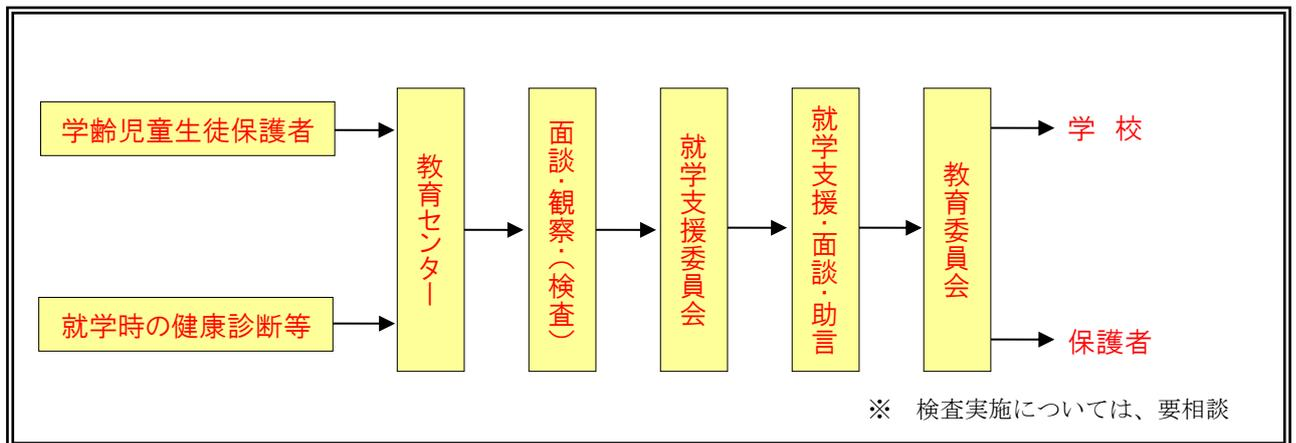 学齢児童生徒保護者
就学時の健康診断等
教育センター
面談・観察・（検査）
就学支援委員会
就学支援・面談・助言
教育委員会
学 校
保護者
※ 検査実施については、要相談